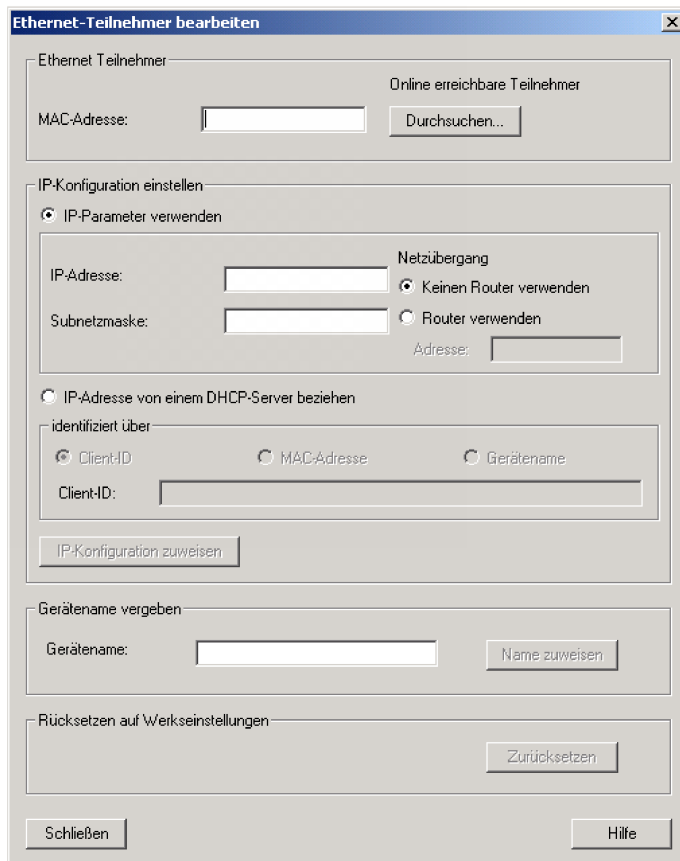 Ethernet-Teilnehmer bearbeiten
Ethernet Teilnehmer
Online erreichbare Teilnehmer
MAC-Adresse:
Durchsuchen...
IP-Konfiguration einstellen
IP-Parameter verwenden
Netzübergang
IP-Adresse:
Keinen Router verwenden
Subnetzmaske:
Router verwenden
Adresse:
IP-Adresse von einem DHCP-Server beziehen
identifiziert über
Client-ID MAC-Adresse Gerätename
Client-ID:
IP-Konfiguration zuweisen
Gerätename vergeben
Gerätename:
Name zuweisen
Rücksetzen auf Werkseinstellungen
Zurücksetzen
Schließen Hilfe